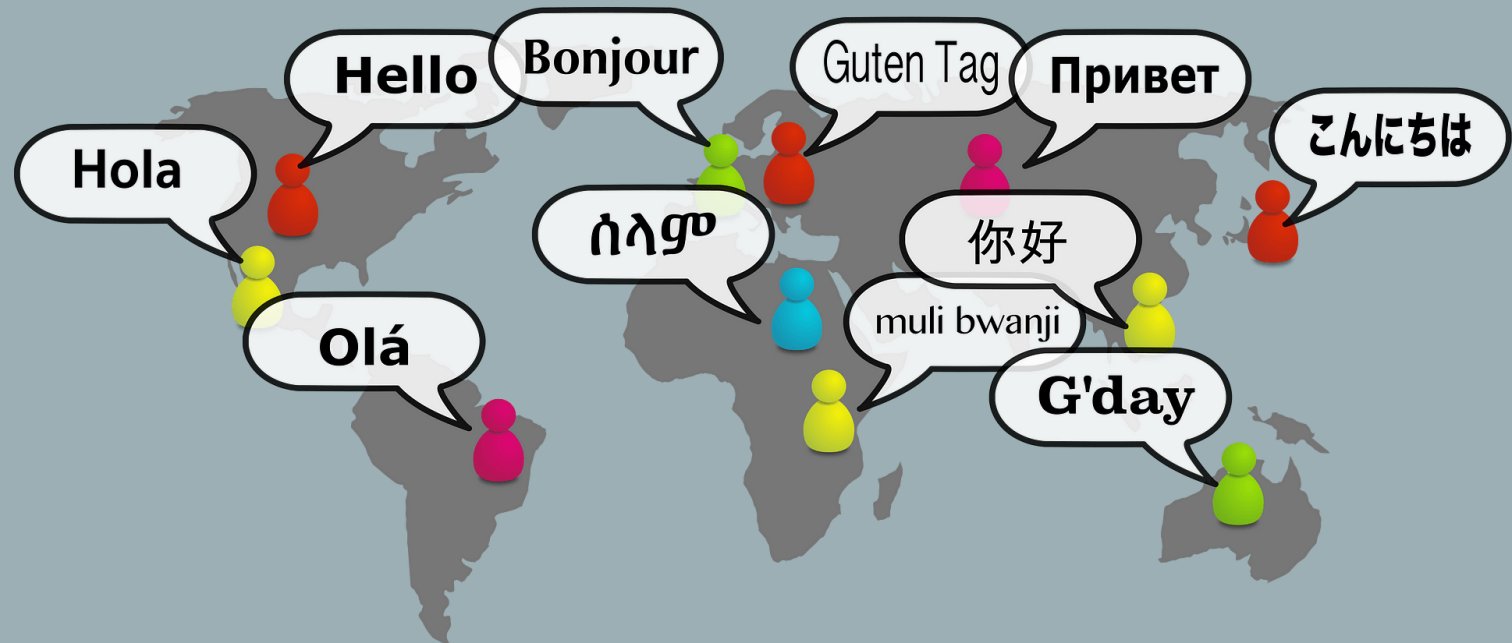 Hello
Bonjour
Guten Tag
Привет
こんにちは
Hola
ሰላም
你好
muli bwanji
Olá
G'day